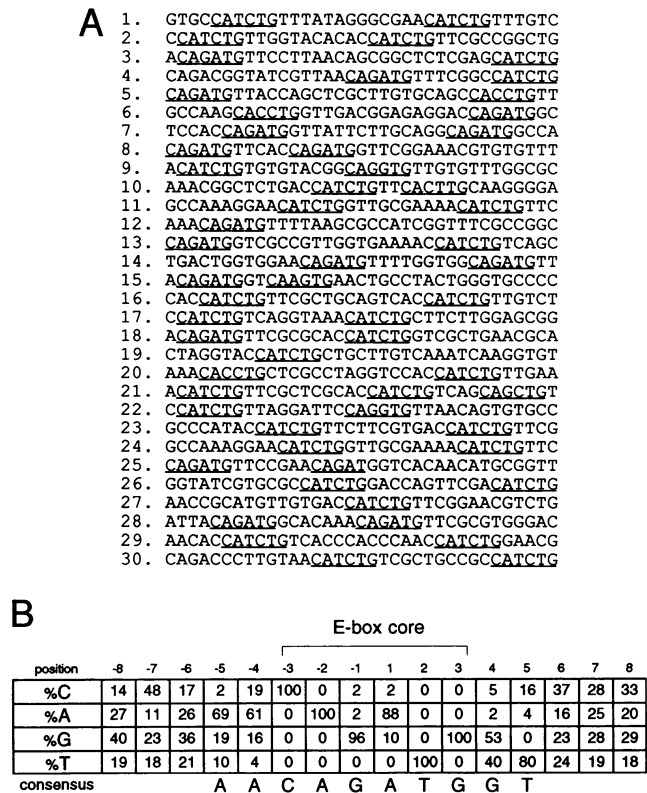 A
1. GTGCCATCTGTTTATAGGGCGAACATCTGTTTGTC
2. CCATCTGTTGGTACACACCATCTGTTCGCCGGCTG
3. ACAGATGTTCCTTAACAGCGGCTCTCGAGCATCTG
4. CAGACGGTATCGTTAACAGATGTTTCGGCCATCTG
5. CAGATGTTACCAGCTCGCTTGTGCAGCCACCTGTT
6. GCCAAGCACCTGGTTGACGGAGAGGACCAGATGGC
7. TCCACCAGATGGTTATTCTTGCAGGCAGATGGCCA
8. CAGATGTTCACCAGATGGTTCGGAAACGTGTGTTT
9. ACATCTGTGTGTACGGCAGGTGTTGTGTTTGGCGC
10. AAACGGCTCTGACCATCTGTTCACTTGCAAGGGGA
11. GCCAAAGGAACATCTGGTTGCGAAAACATCTGTTC
12. AAACAGATGTTTTAAGCGCCATCGGTTTCGCCGGC
13. CAGATGGTCGCCGTTGGTGAAAACCATCTGTCAGC
14. TGACTGGTGGAACAGATGTTTTGGTGGCAGATGTT
15. ACAGATGGTCAAGTGAACTGCCTACTGGGTGCCCC
16. CACCATCTGTTCGCTGCAGTCACCATCTGTTGTCT
17. CCATCTGTCAGGTAAACATCTGCTTCTTGGAGCGG
18. ACAGATGTTCGCGCACCATCTGGTCGCTGAACGCA
19. CTAGGTACCATCTGCTGCTTGTCAAATCAAGGTGT
20. AAACACCTGCTCGCCTAGGTCCACCATCTGTTGAA
21. ACATCTGTTCGCTCGCACCATCTGTCAGCAGCTGT
22. CCATCTGTTAGGATTCCAGGTGTTAACAGTGTGCC
23. GCCCATACCATCTGTTCTTCGTGACCATCTGTTCG
24. GCCAAAGGAACATCTGGTTGCGAAAACATCTGTTC
25. CAGATGTTCCGAACAGATGGTCACAACATGCGGTT
26. GGTATCGTGCGCCATCTGGACCAGTTCGACATCTG
27. AACCGCATGTTGTGACCATCTGTTCGGAACGTCTG
28. ATTACAGATGGCACAAACAGATGTTCGCGTGGGAC
29. AACACCATCTGTCACCCACCCAACCATCTGGAACG
30. CAGACCCTTGTAACATCTGTCGCTGCCGCCATCTG
B
E-box core
position -8 -7 -6 -5 -4 -3 -2 -1 1 2 3 4 5 6 7 8
%C 14 48 17 2 19 100 0 2 2 0 0 5 16 37 28 33
%A 27 11 26 69 61 0 100 2 88 0 0 2 4 16 25 20
%G 40 23 36 19 16 0 0 96 10 0 100 53 0 23 28 29
%T 19 18 21 10 4 0 0 0 0 100 0 40 80 24 19 18
consensus A A C A G A T G G T